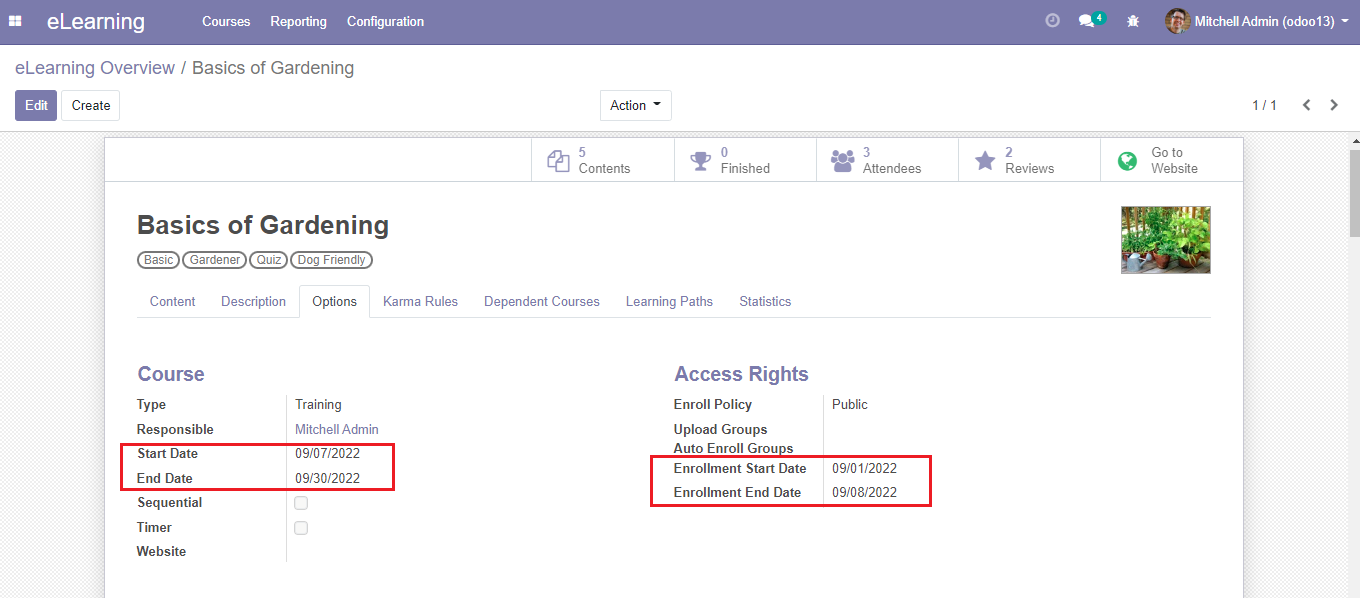 eLearning Courses Reporting Configuration 4 Mitchell Admin (odoo13)
eLearning Overview / Basics of Gardening
Edit Create Action 1 / 1
5 Contents
0 Finished
3 Attendees
2 Reviews
Go to Website
Basics of Gardening
Basic Gardener Quiz Dog Friendly
Content Description Options Karma Rules Dependent Courses Learning Paths Statistics
Course
Type Training
Responsible Mitchell Admin
Start Date 09/07/2022
End Date 09/30/2022
Sequential
Timer
Website
Access Rights
Enroll Policy Public
Upload Groups
Auto Enroll Groups
Enrollment Start Date 09/01/2022
Enrollment End Date 09/08/2022